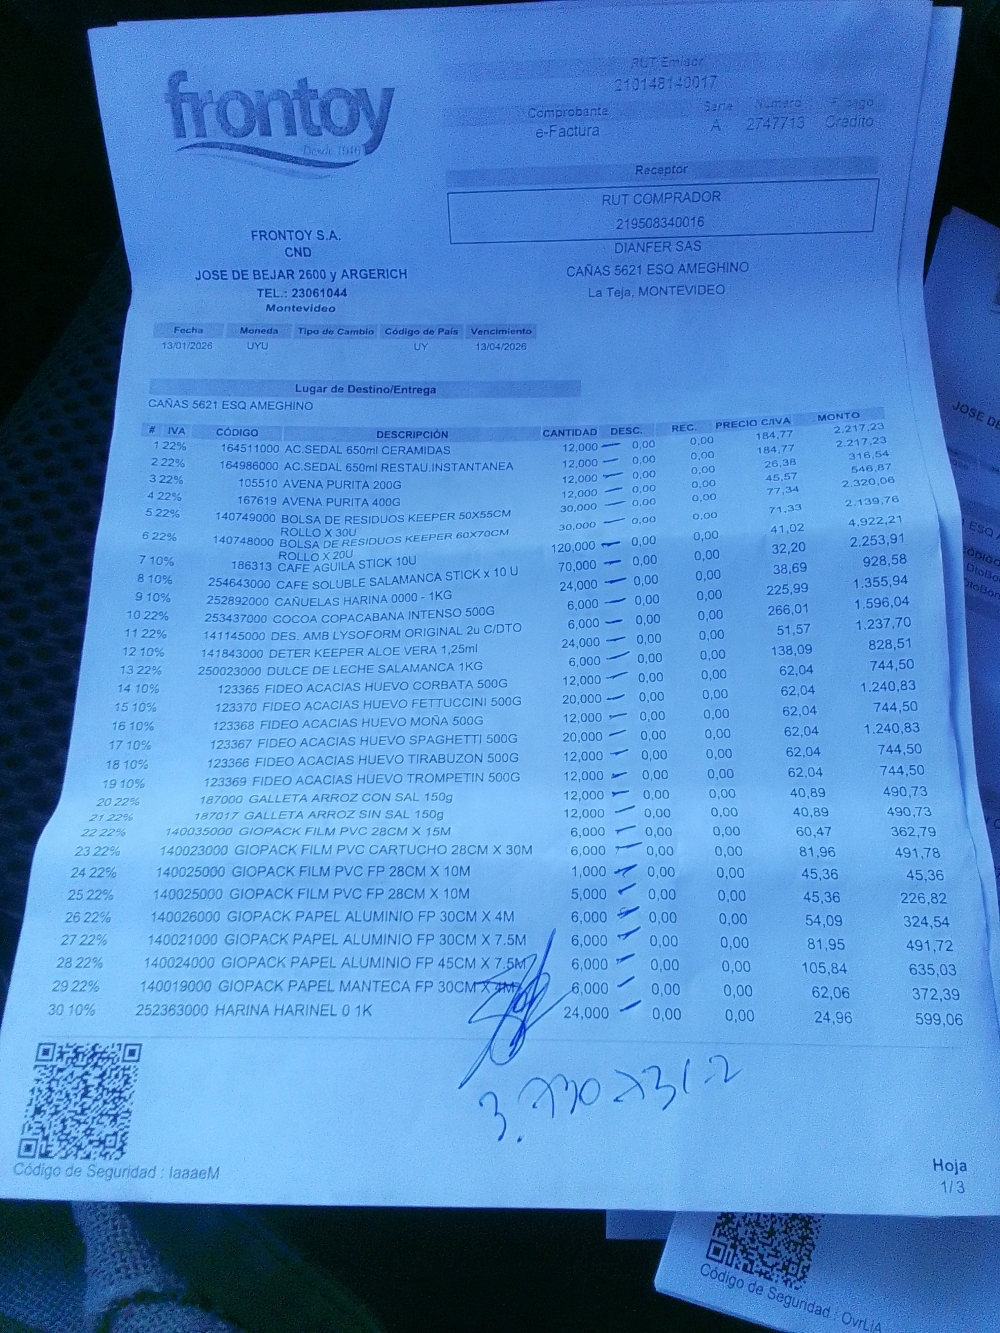 frontoy
Desde 1946
RUT Emisor
210148140017
Comprobante Serie Número F. pago
e-Factura A 2747713 Crédito
Receptor
RUT COMPRADOR
219508340016
DIANFER SAS
CAÑAS 5621 ESQ AMEGHINO
La Teja, MONTEVIDEO
FRONTOY S.A.
CND
JOSE DE BEJAR 2600 y ARGERICH
TEL.: 23061044
Montevideo
Fecha Moneda Tipo de Cambio Código de País Vencimiento
13/01/2026 UYU UY 13/04/2026
Lugar de Destino/Entrega
CAÑAS 5621 ESQ AMEGHINO
# IVA CÓDIGO DESCRIPCIÓN CANTIDAD DESC. REC. PRECIO C/IVA MONTO
1 22% 164511000 AC.SEDAL 650ml CERAMIDAS 12,000 0,00 0,00 184,77 2.217,23
2 22% 164986000 AC.SEDAL 650ml RESTAU.INSTANTANEA 12,000 0,00 0,00 184,77 2.217,23
3 22% 105510 AVENA PURITA 200G 12,000 0,00 0,00 26,38 316,54
4 22% 167619 AVENA PURITA 400G 12,000 0,00 0,00 45,57 546,87
5 22% 140749000 BOLSA DE RESIDUOS KEEPER 50X55CM 30,000 0,00 0,00 77,34 2.320,06
ROLLO X 30U
6 22% 140748000 BOLSA DE RESIDUOS KEEPER 60X70CM 30,000 0,00 0,00 71,33 2.139,76
ROLLO X 20U
7 10% 186313 CAFE AGUILA STICK 10U 120,000 0,00 0,00 41,02 4.922,21
8 10% 254643000 CAFE SOLUBLE SALAMANCA STICK x 10 U 70,000 0,00 0,00 32,20 2.253,91
9 10% 252892000 CAÑUELAS HARINA 0000 - 1KG 24,000 0,00 0,00 38,69 928,58
10 22% 253437000 COCOA COPACABANA INTENSO 500G 6,000 0,00 0,00 225,99 1.355,94
11 22% 141145000 DES. AMB LYSOFORM ORIGINAL 2u C/DTO 6,000 0,00 0,00 266,01 1.596,04
12 10% 141843000 DETER KEEPER ALOE VERA 1,25ml 24,000 0,00 0,00 51,57 1.237,70
13 22% 250023000 DULCE DE LECHE SALAMANCA 1KG 6,000 0,00 0,00 138,09 828,51
14 10% 123365 FIDEO ACACIAS HUEVO CORBATA 500G 12,000 0,00 0,00 62,04 744,50
15 10% 123370 FIDEO ACACIAS HUEVO FETTUCCINI 500G 20,000 0,00 0,00 62,04 1.240,83
16 10% 123368 FIDEO ACACIAS HUEVO MOÑA 500G 12,000 0,00 0,00 62,04 744,50
17 10% 123367 FIDEO ACACIAS HUEVO SPAGHETTI 500G 20,000 0,00 0,00 62,04 1.240,83
18 10% 123366 FIDEO ACACIAS HUEVO TIRABUZON 500G 12,000 0,00 0,00 62,04 744,50
19 10% 123369 FIDEO ACACIAS HUEVO TROMPETIN 500G 12,000 0,00 0,00 62,04 744,50
20 22% 187000 GALLETA ARROZ CON SAL 150g 12,000 0,00 0,00 40,89 490,73
21 22% 187017 GALLETA ARROZ SIN SAL 150g 12,000 0,00 0,00 40,89 490,73
22 22% 140035000 GIOPACK FILM PVC 28CM X 15M 6,000 0,00 0,00 60,47 362,79
23 22% 140023000 GIOPACK FILM PVC CARTUCHO 28CM X 30M 6,000 0,00 0,00 81,96 491,78
24 22% 140025000 GIOPACK FILM PVC FP 28CM X 10M 1,000 0,00 0,00 45,36 45,36
25 22% 140025000 GIOPACK FILM PVC FP 28CM X 10M 5,000 0,00 0,00 45,36 226,82
26 22% 140026000 GIOPACK PAPEL ALUMINIO FP 30CM X 4M 6,000 0,00 0,00 54,09 324,54
27 22% 140021000 GIOPACK PAPEL ALUMINIO FP 30CM X 7.5M 6,000 0,00 0,00 81,95 491,72
28 22% 140024000 GIOPACK PAPEL ALUMINIO FP 45CM X 7,5M 6,000 0,00 0,00 105,84 635,03
29 22% 140019000 GIOPACK PAPEL MANTECA FP 30CM X 4M 6,000 0,00 0,00 62,06 372,39
30 10% 252363000 HARINA HARINEL 0 1K 24,000 0,00 0,00 24,96 599,06
Código de Seguridad : IaaaeM
Hoja
1/3
JOSE DE
Código de Seguridad : OvrLiA